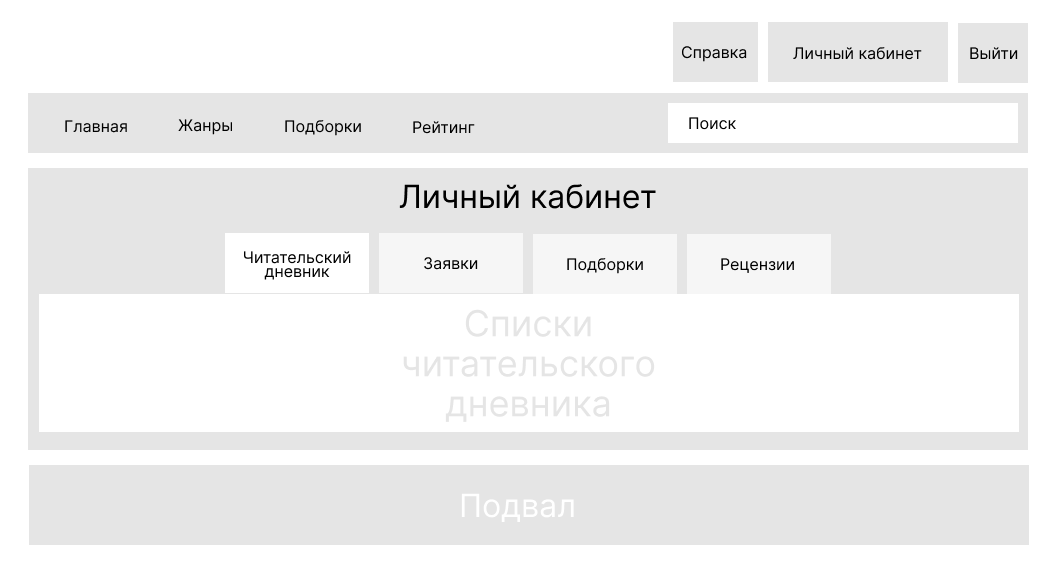 Справка
Личный кабинет
Выйти
Главная
Жанры
Подборки
Рейтинг
Поиск
Личный кабинет
Читательский
дневник
Заявки
Подборки
Рецензии
Списки
читательского
дневника
Подвал